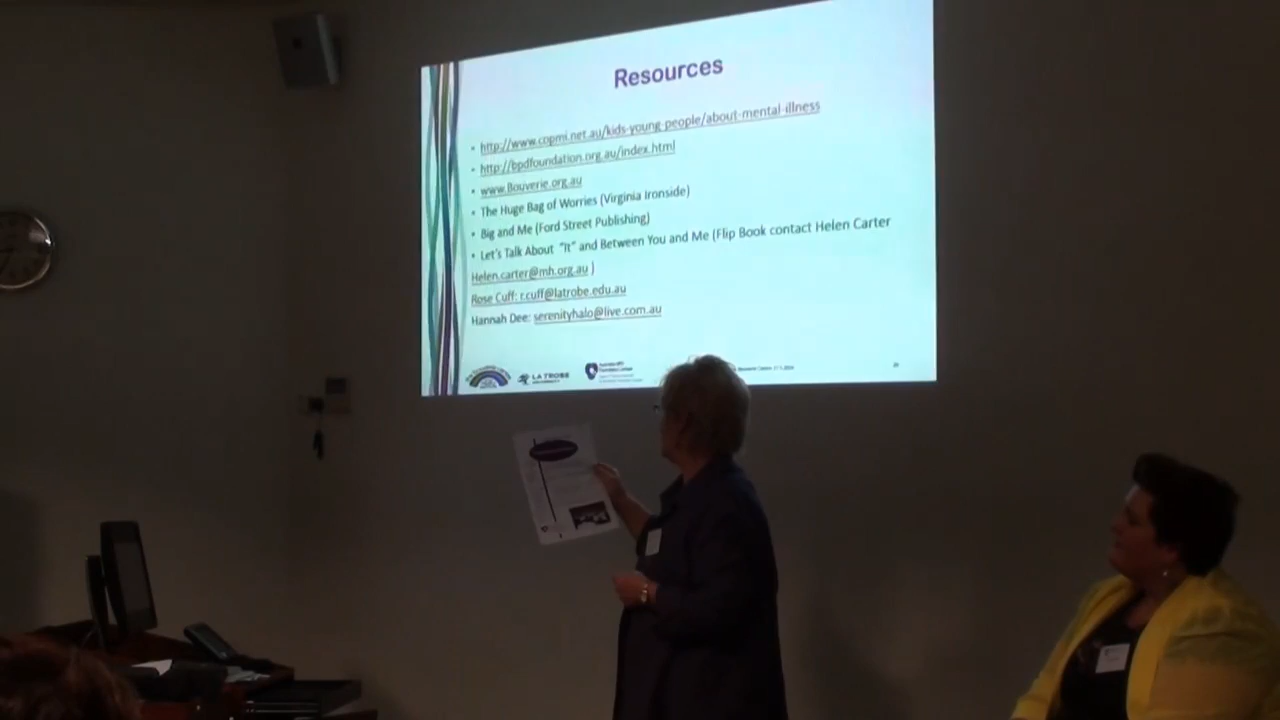 Resources
• http://www.copmi.net.au/kids-young-people/about-mental-illness
• http://bpdfoundation.org.au/index.html
• www.Bouverie.org.au
• The Huge Bag of Worries (Virginia Ironside)
• Big and Me (Ford Street Publishing)
• Let's Talk About "It" and Between You and Me (Flip Book contact Helen Carter
Helen.carter@mh.org.au )
Rose Cuff: r.cuff@latrobe.edu.au
Hannah Dee: serenityhalo@live.com.au
LA TROBE
UNIVERSITY